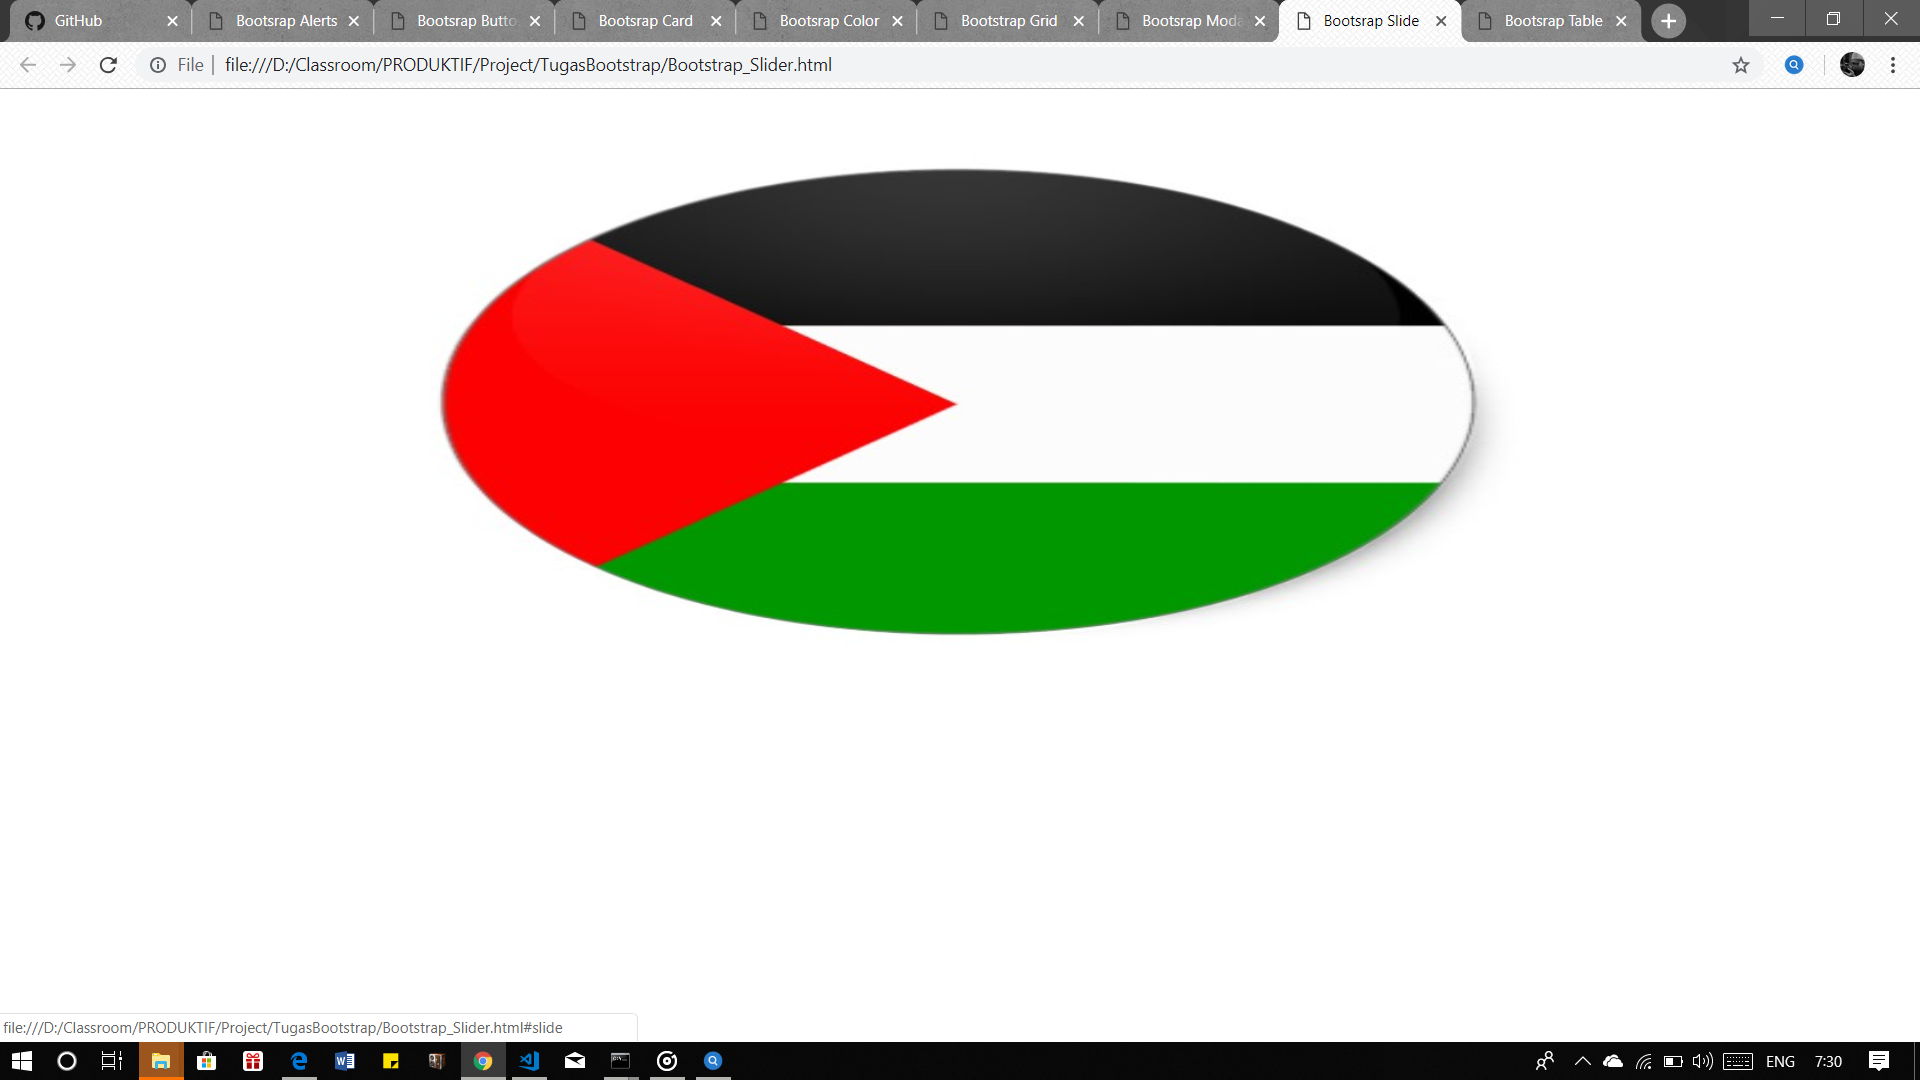 GitHub Bootsrap Alerts Bootsrap Butto Bootsrap Card Bootsrap Color Bootstrap Grid Bootsrap Moda Bootsrap Slide Bootsrap Table
File file:///D:/Classroom/PRODUKTIF/Project/TugasBootstrap/Bootstrap_Slider.html
file:///D:/Classroom/PRODUKTIF/Project/TugasBootstrap/Bootstrap_Slider.html#slide
ENG 7:30